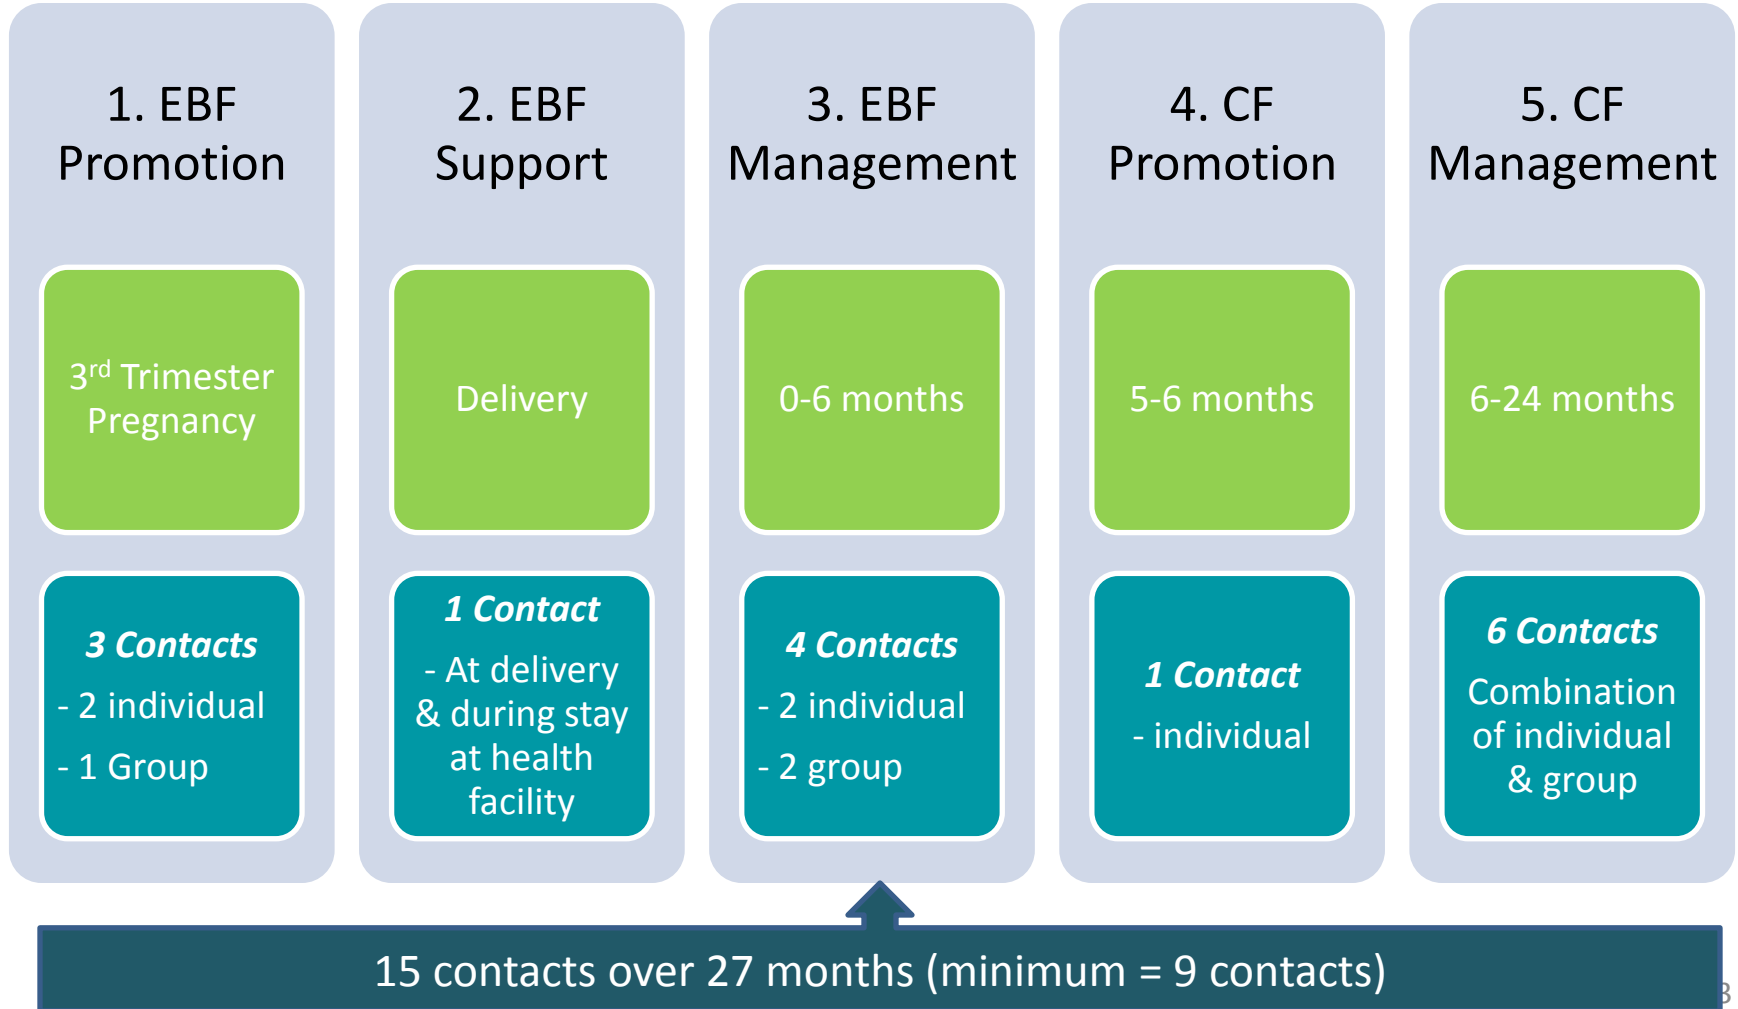 1. EBF
Promotion
3rd Trimester
Pregnancy
3 Contacts
- 2 individual
- 1 Group
2. EBF
Support
Delivery
1 Contact
- At delivery
& during stay
at health
facility
3. EBF
Management
0-6 months
4 Contacts
- 2 individual
- 2 group
4. CF
Promotion
5-6 months
1 Contact
- individual
5. CF
Management
6-24 months
6 Contacts
Combination
of individual
& group
15 contacts over 27 months (minimum = 9 contacts)